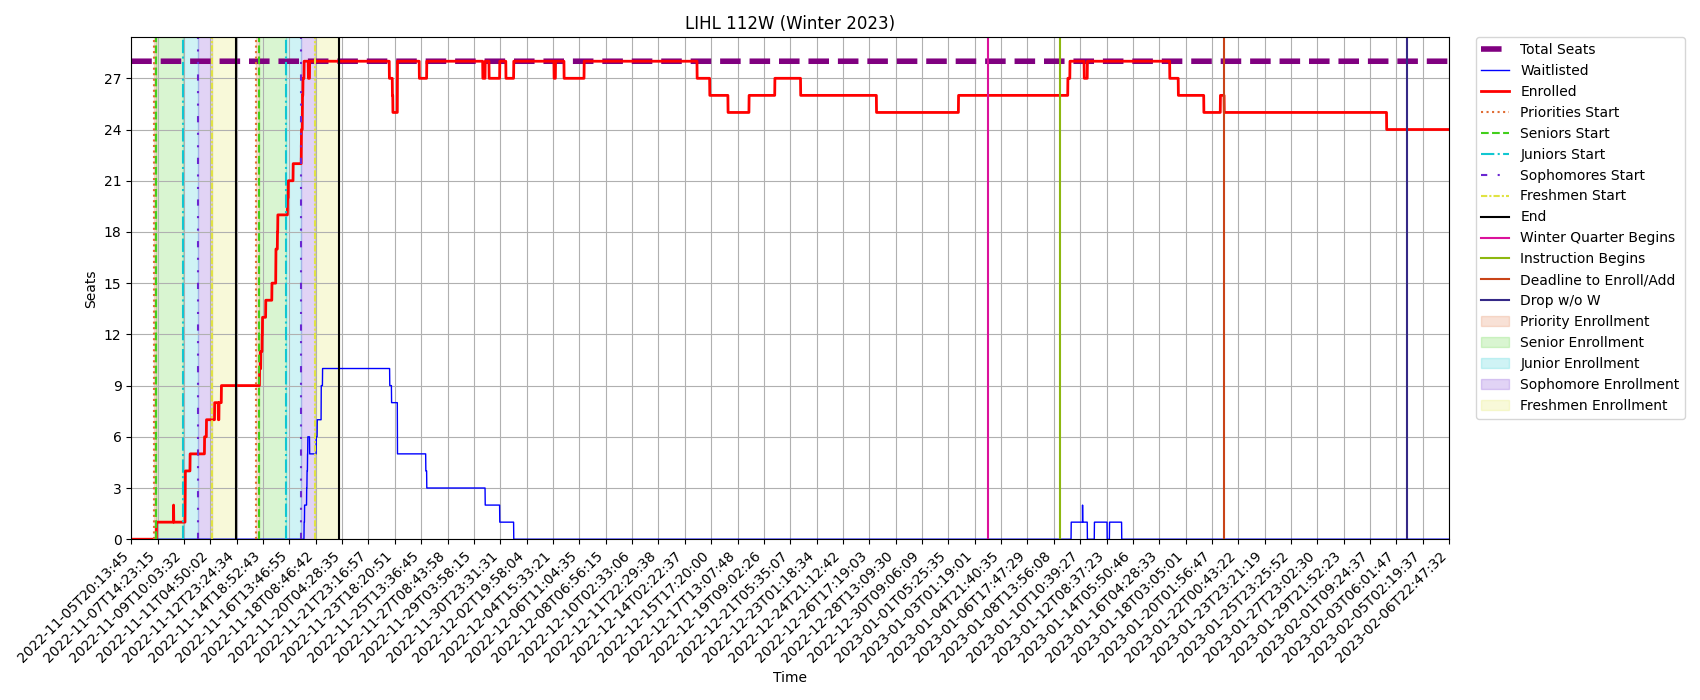 LIHL 112W (Winter 2023)
Seats
27
24
21
18
15
12
9
6
3
0
2022-11-05T20:13:45
2022-11-07T14:23:15
2022-11-09T10:03:32
2022-11-11T04:50:02
2022-11-12T23:24:34
2022-11-14T18:52:43
2022-11-16T13:46:55
2022-11-18T08:46:42
2022-11-20T04:28:35
2022-11-21T23:16:57
2022-11-23T18:20:51
2022-11-25T13:36:45
2022-11-27T08:43:58
2022-11-29T03:58:15
2022-11-30T23:31:31
2022-12-02T19:58:04
2022-12-04T15:33:21
2022-12-06T11:04:35
2022-12-08T06:56:15
2022-12-10T02:33:06
2022-12-11T22:29:38
2022-12-14T02:22:37
2022-12-15T17:20:00
2022-12-17T13:07:48
2022-12-19T09:02:26
2022-12-21T05:35:07
2022-12-23T01:18:34
2022-12-24T21:12:42
2022-12-26T17:19:03
2022-12-28T13:09:30
2022-12-30T09:06:09
2023-01-01T05:25:35
2023-01-03T01:19:01
2023-01-04T21:40:35
2023-01-06T17:47:29
2023-01-08T13:56:08
2023-01-10T10:39:27
2023-01-12T08:37:23
2023-01-14T05:50:46
2023-01-16T04:28:33
2023-01-18T03:05:01
2023-01-20T01:56:47
2023-01-22T00:43:22
2023-01-23T23:21:19
2023-01-25T23:25:52
2023-01-27T23:02:30
2023-01-29T21:52:23
2023-02-01T09:24:37
2023-02-03T06:01:47
2023-02-05T02:19:37
2023-02-06T22:47:32
Time
Total Seats
Waitlisted
Enrolled
Priorities Start
Seniors Start
Juniors Start
Sophomores Start
Freshmen Start
End
Winter Quarter Begins
Instruction Begins
Deadline to Enroll/Add
Drop w/o W
Priority Enrollment
Senior Enrollment
Junior Enrollment
Sophomore Enrollment
Freshmen Enrollment